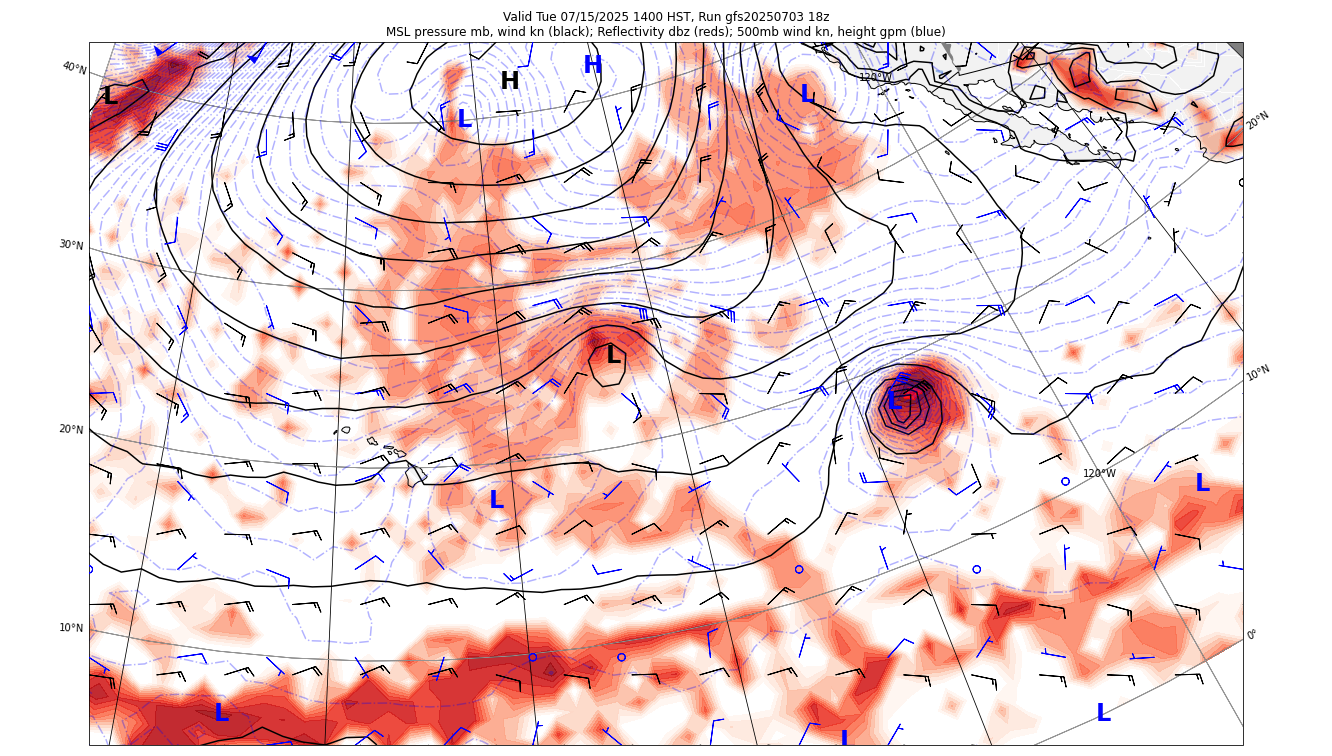 Valid Tue 07/15/2025 1400 HST, Run gfs20250703 18z
MSL pressure mb, wind kn (black); Reflectivity dbz (reds); 500mb wind kn, height gpm (blue)
40°N
H
H
L
L
L
120°W
20°N
30°N
L
10°N
L
20°N
120°W
L
L
10°N
0°
L
L
L